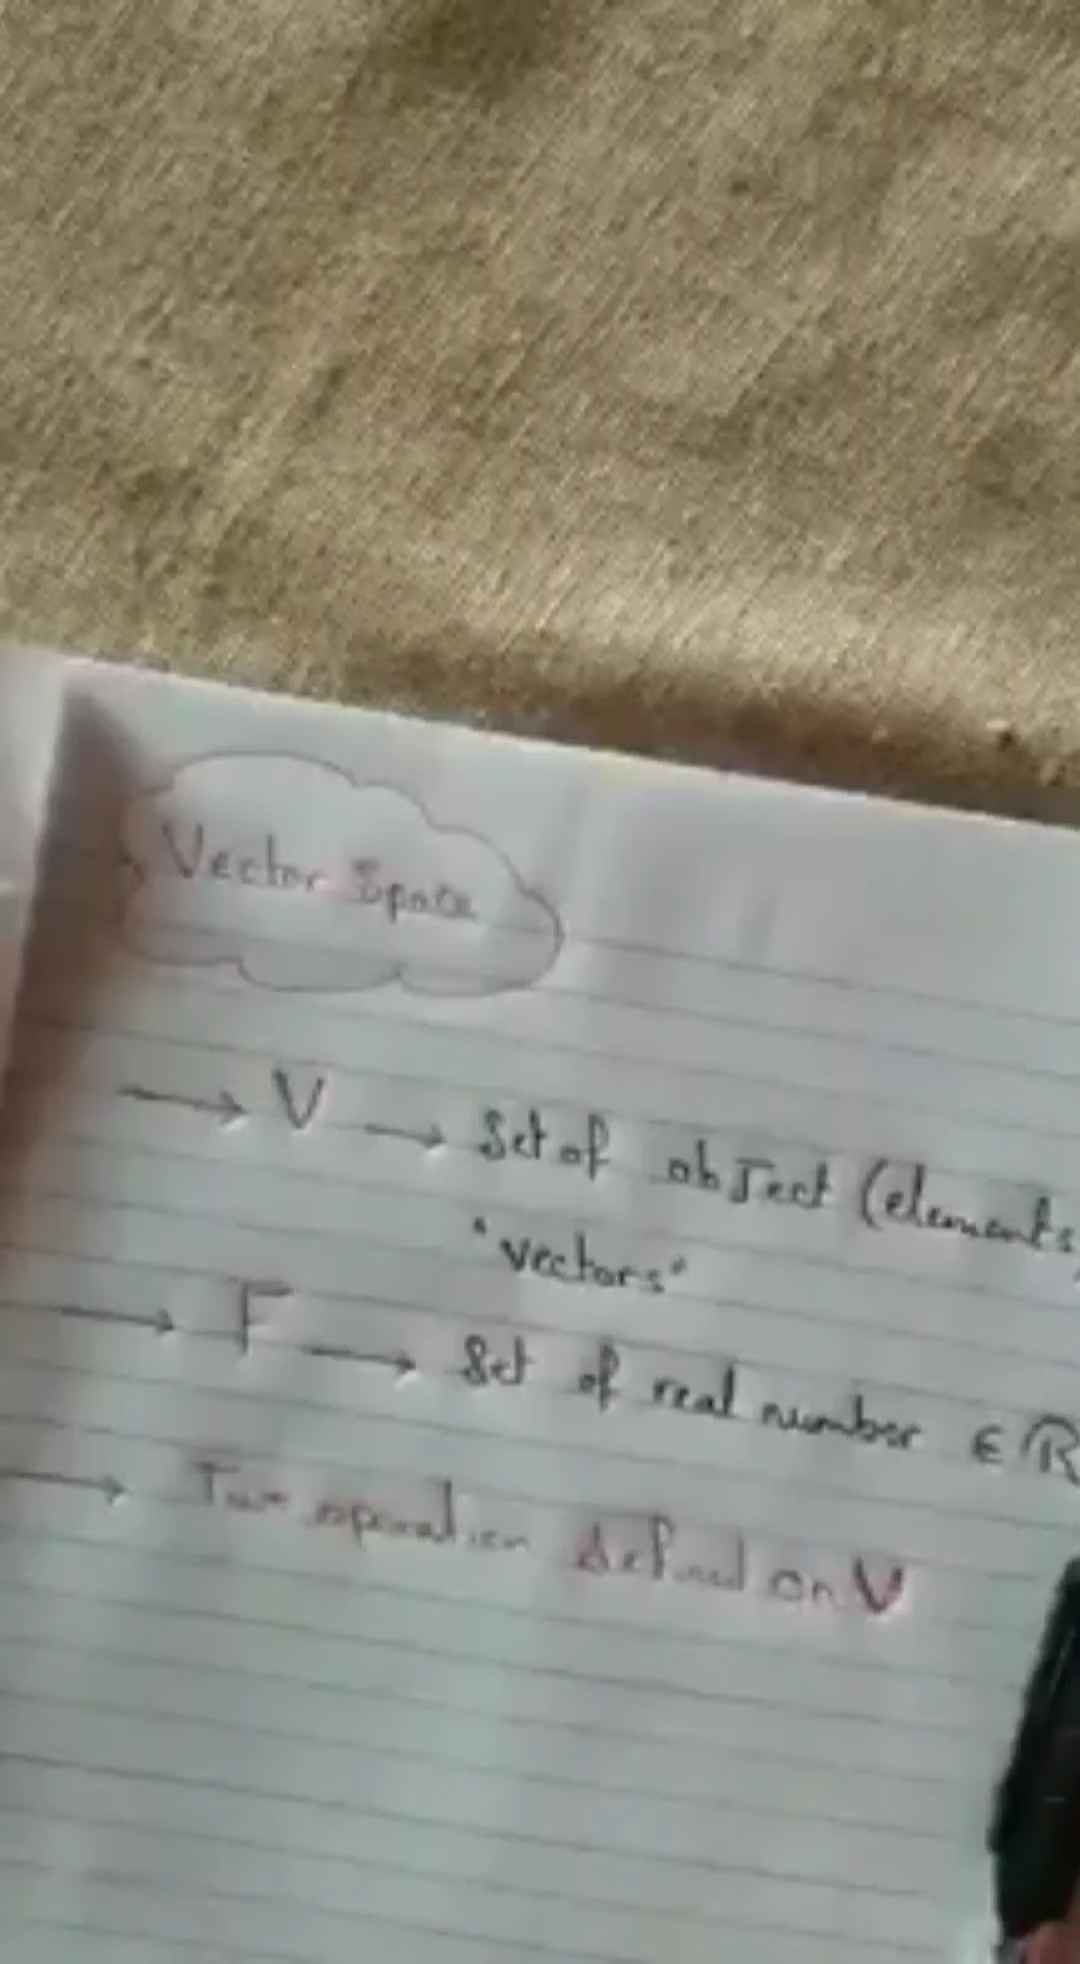 Vector Space
→ V → Set of obJect (elements
"vectors"
→ F → Set of real number ∈ ℝ
→ Two operation defined on V